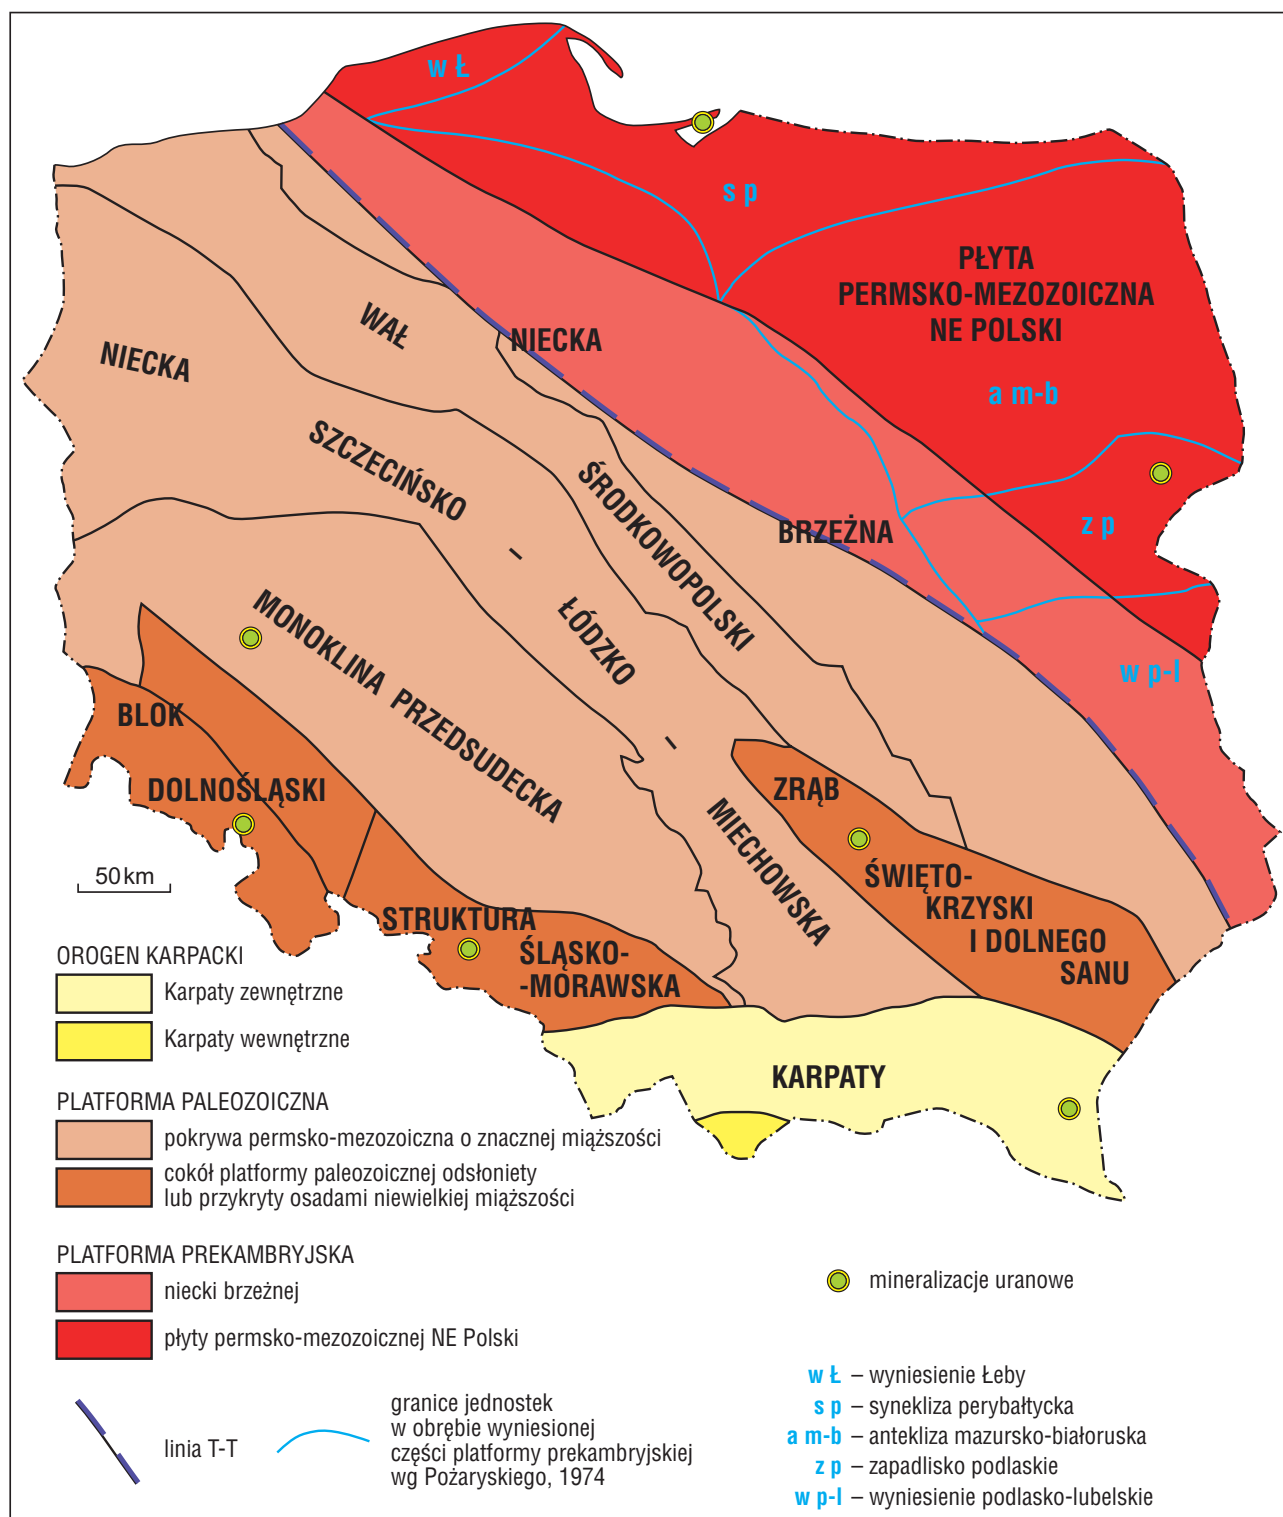 w Ł
s p
PŁYTA
PERMSKO-MEZOZOICZNA
NE POLSKI
WAŁ
NIECKA
NIECKA
a m-b
SZCZECIŃSKO
ŚRODKOWOPOLSKI
BRZEŻNA
z p
–
MONOKLINA PRZEDSUDECKA
ŁÓDZKO
w p-l
BLOK
–
DOLNOŚLĄSKI
ZRĄB
MIECHOWSKA
50 km
ŚWIĘTO-
KRZYSKI
I DOLNEGO
SANU
STRUKTURA
ŚLĄSKO-
-MORAWSKA
OROGEN KARPACKI
Karpaty zewnętrzne
Karpaty wewnętrzne
KARPATY
PLATFORMA PALEOZOICZNA
pokrywa permsko-mezozoiczna o znacznej miąższości
cokół platformy paleozoicznej odsłoniety
lub przykryty osadami niewielkiej miąższości
PLATFORMA PREKAMBRYJSKA
niecki brzeżnej
płyty permsko-mezozoicznej NE Polski
linia T-T
granice jednostek
w obrębie wyniesionej
części platformy prekambryjskiej
wg Pożaryskiego, 1974
mineralizacje uranowe
w Ł – wyniesienie Łeby
s p – synekliza perybałtycka
a m-b – antekliza mazursko-białoruska
z p – zapadlisko podlaskie
w p-l – wyniesienie podlasko-lubelskie